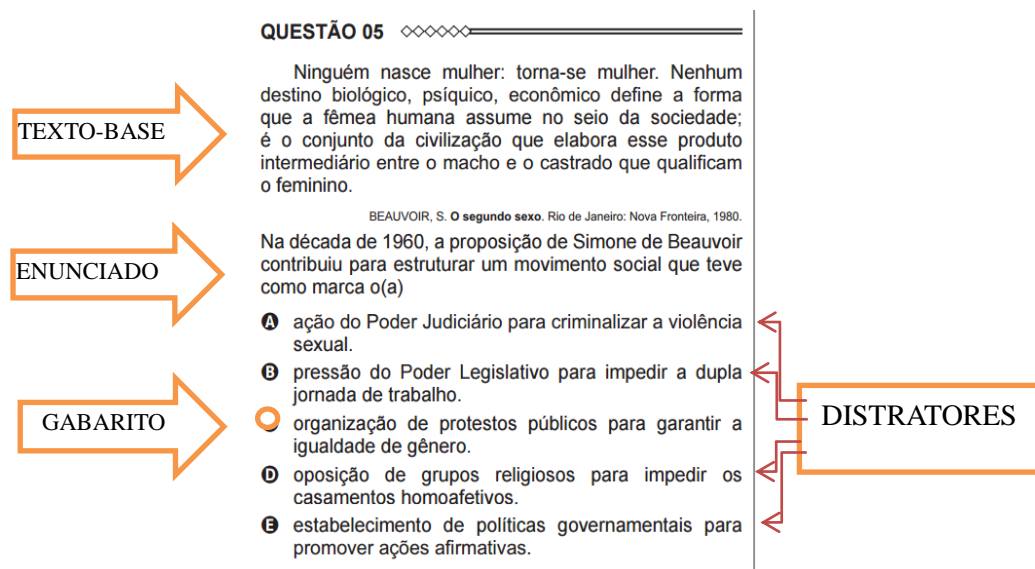 QUESTÃO 05
Ninguém nasce mulher: torna-se mulher. Nenhum
destino biológico, psíquico, econômico define a forma
que a fêmea humana assume no seio da sociedade;
é o conjunto da civilização que elabora esse produto
intermediário entre o macho e o castrado que qualificam
o feminino.
BEAUVOIR, S. O segundo sexo. Rio de Janeiro: Nova Fronteira, 1980.
TEXTO-BASE
Na década de 1960, a proposição de Simone de Beauvoir
contribuiu para estruturar um movimento social que teve
como marca o(a)
ENUNCIADO
A ação do Poder Judiciário para criminalizar a violência
sexual.
B pressão do Poder Legislativo para impedir a dupla
jornada de trabalho.
organização de protestos públicos para garantir a
igualdade de gênero.
D oposição de grupos religiosos para impedir os
casamentos homoafetivos.
E estabelecimento de políticas governamentais para
promover ações afirmativas.
GABARITO
DISTRATORES